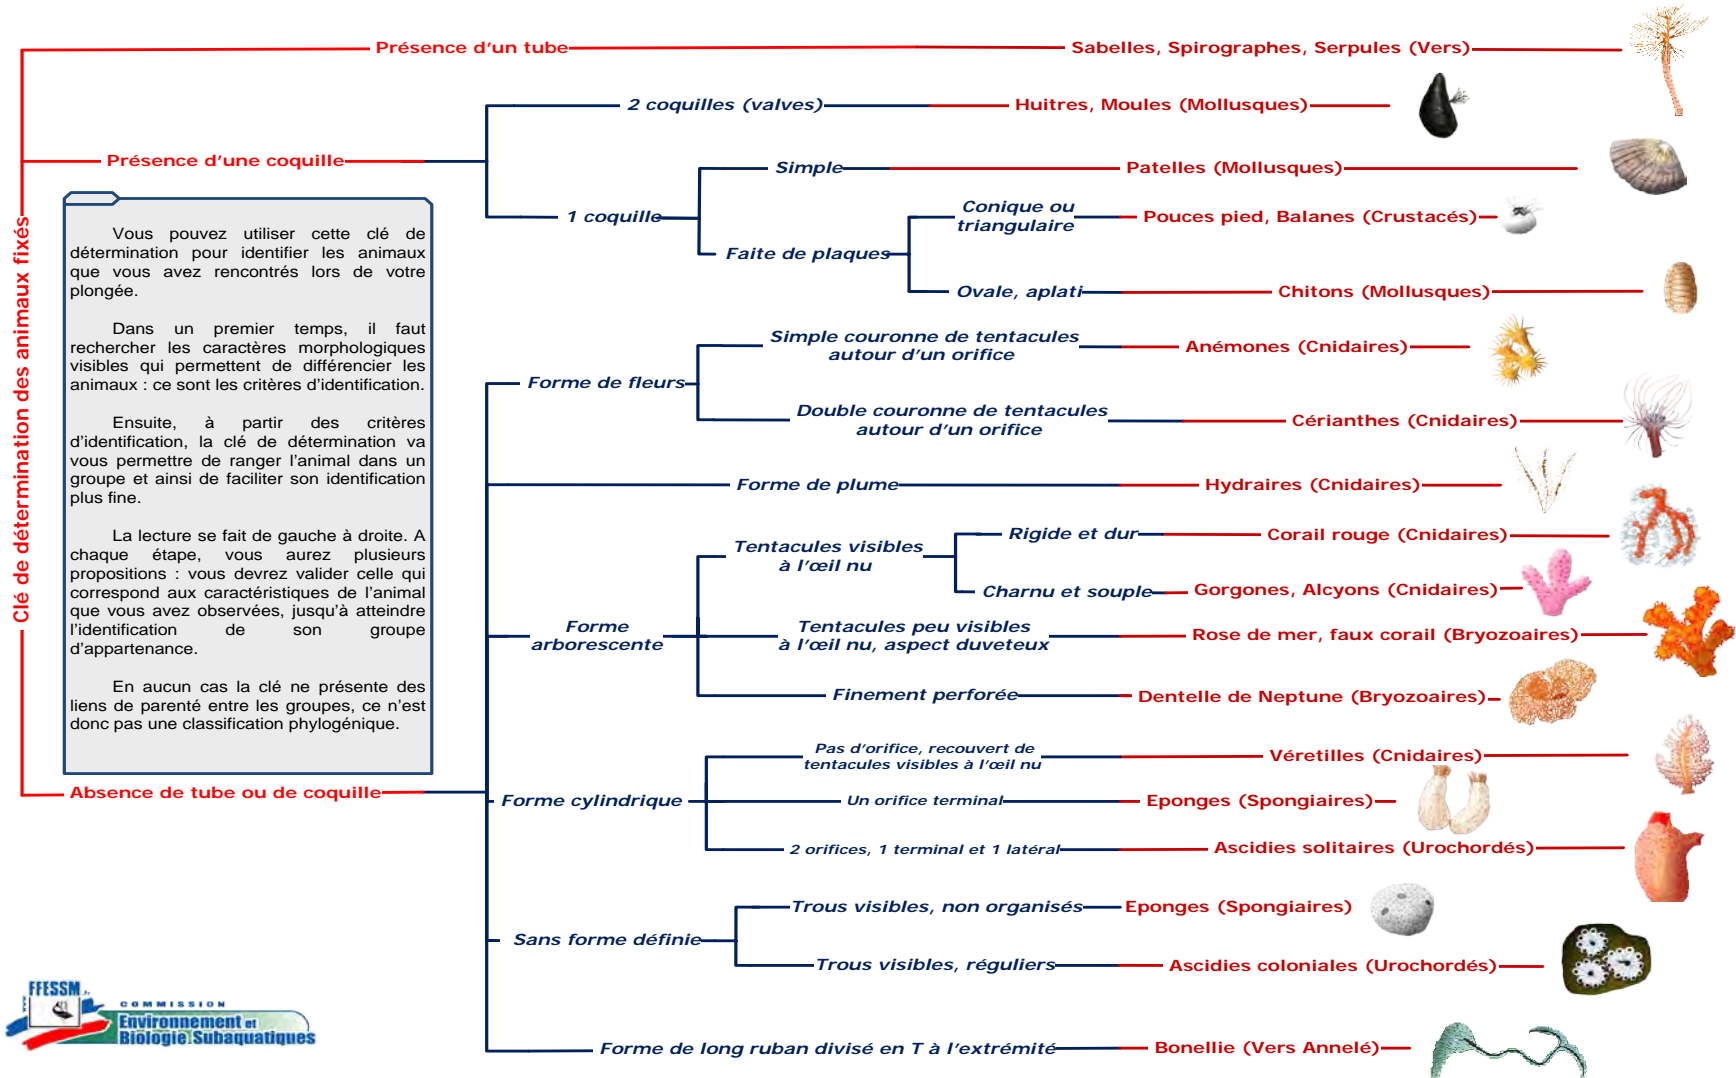 Clé de détermination des animaux fixés
Présence d'un tube
Sabelles, Spirographes, Serpules (Vers)
Présence d'une coquille
2 coquilles (valves)
Huitres, Moules (Mollusques)
1 coquille
Simple
Patelles (Mollusques)
Faite de plaques
Conique ou
triangulaire
Pouces pied, Balanes (Crustacés)
Ovale, aplati
Chitons (Mollusques)
Vous pouvez utiliser cette clé de
détermination pour identifier les animaux
que vous avez rencontrés lors de votre
plongée.
Dans un premier temps, il faut
rechercher les caractères morphologiques
visibles qui permettent de différencier les
animaux : ce sont les critères d'identification.
Ensuite, à partir des critères
d'identification, la clé de détermination va
vous permettre de ranger l'animal dans un
groupe et ainsi de faciliter son identification
plus fine.
La lecture se fait de gauche à droite. A
chaque étape, vous aurez plusieurs
propositions : vous devrez valider celle qui
correspond aux caractéristiques de l'animal
que vous avez observées, jusqu'à atteindre
l'identification de son groupe
d'appartenance.
En aucun cas la clé ne présente des
liens de parenté entre les groupes, ce n'est
donc pas une classification phylogénique.
Absence de tube ou de coquille
Forme de fleurs
Simple couronne de tentacules
autour d'un orifice
Anémones (Cnidaires)
Double couronne de tentacules
autour d'un orifice
Cérianthes (Cnidaires)
Forme de plume
Hydraires (Cnidaires)
Forme
arborescente
Tentacules visibles
à l'œil nu
Rigide et dur
Corail rouge (Cnidaires)
Charnu et souple
Gorgones, Alcyons (Cnidaires)
Tentacules peu visibles
à l'œil nu, aspect duveteux
Rose de mer, faux corail (Bryozoaires)
Finement perforée
Dentelle de Neptune (Bryozoaires)
Forme cylindrique
Pas d'orifice, recouvert de
tentacules visibles à l'œil nu
Véretilles (Cnidaires)
Un orifice terminal
Eponges (Spongiaires)
2 orifices, 1 terminal et 1 latéral
Ascidies solitaires (Urochordés)
Sans forme définie
Trous visibles, non organisés
Eponges (Spongiaires)
Trous visibles, réguliers
Ascidies coloniales (Urochordés)
Forme de long ruban divisé en T à l'extrémité
Bonellie (Vers Annelé)
FFESSM
COMMISSION
Environnement et
Biologie Subaquatiques